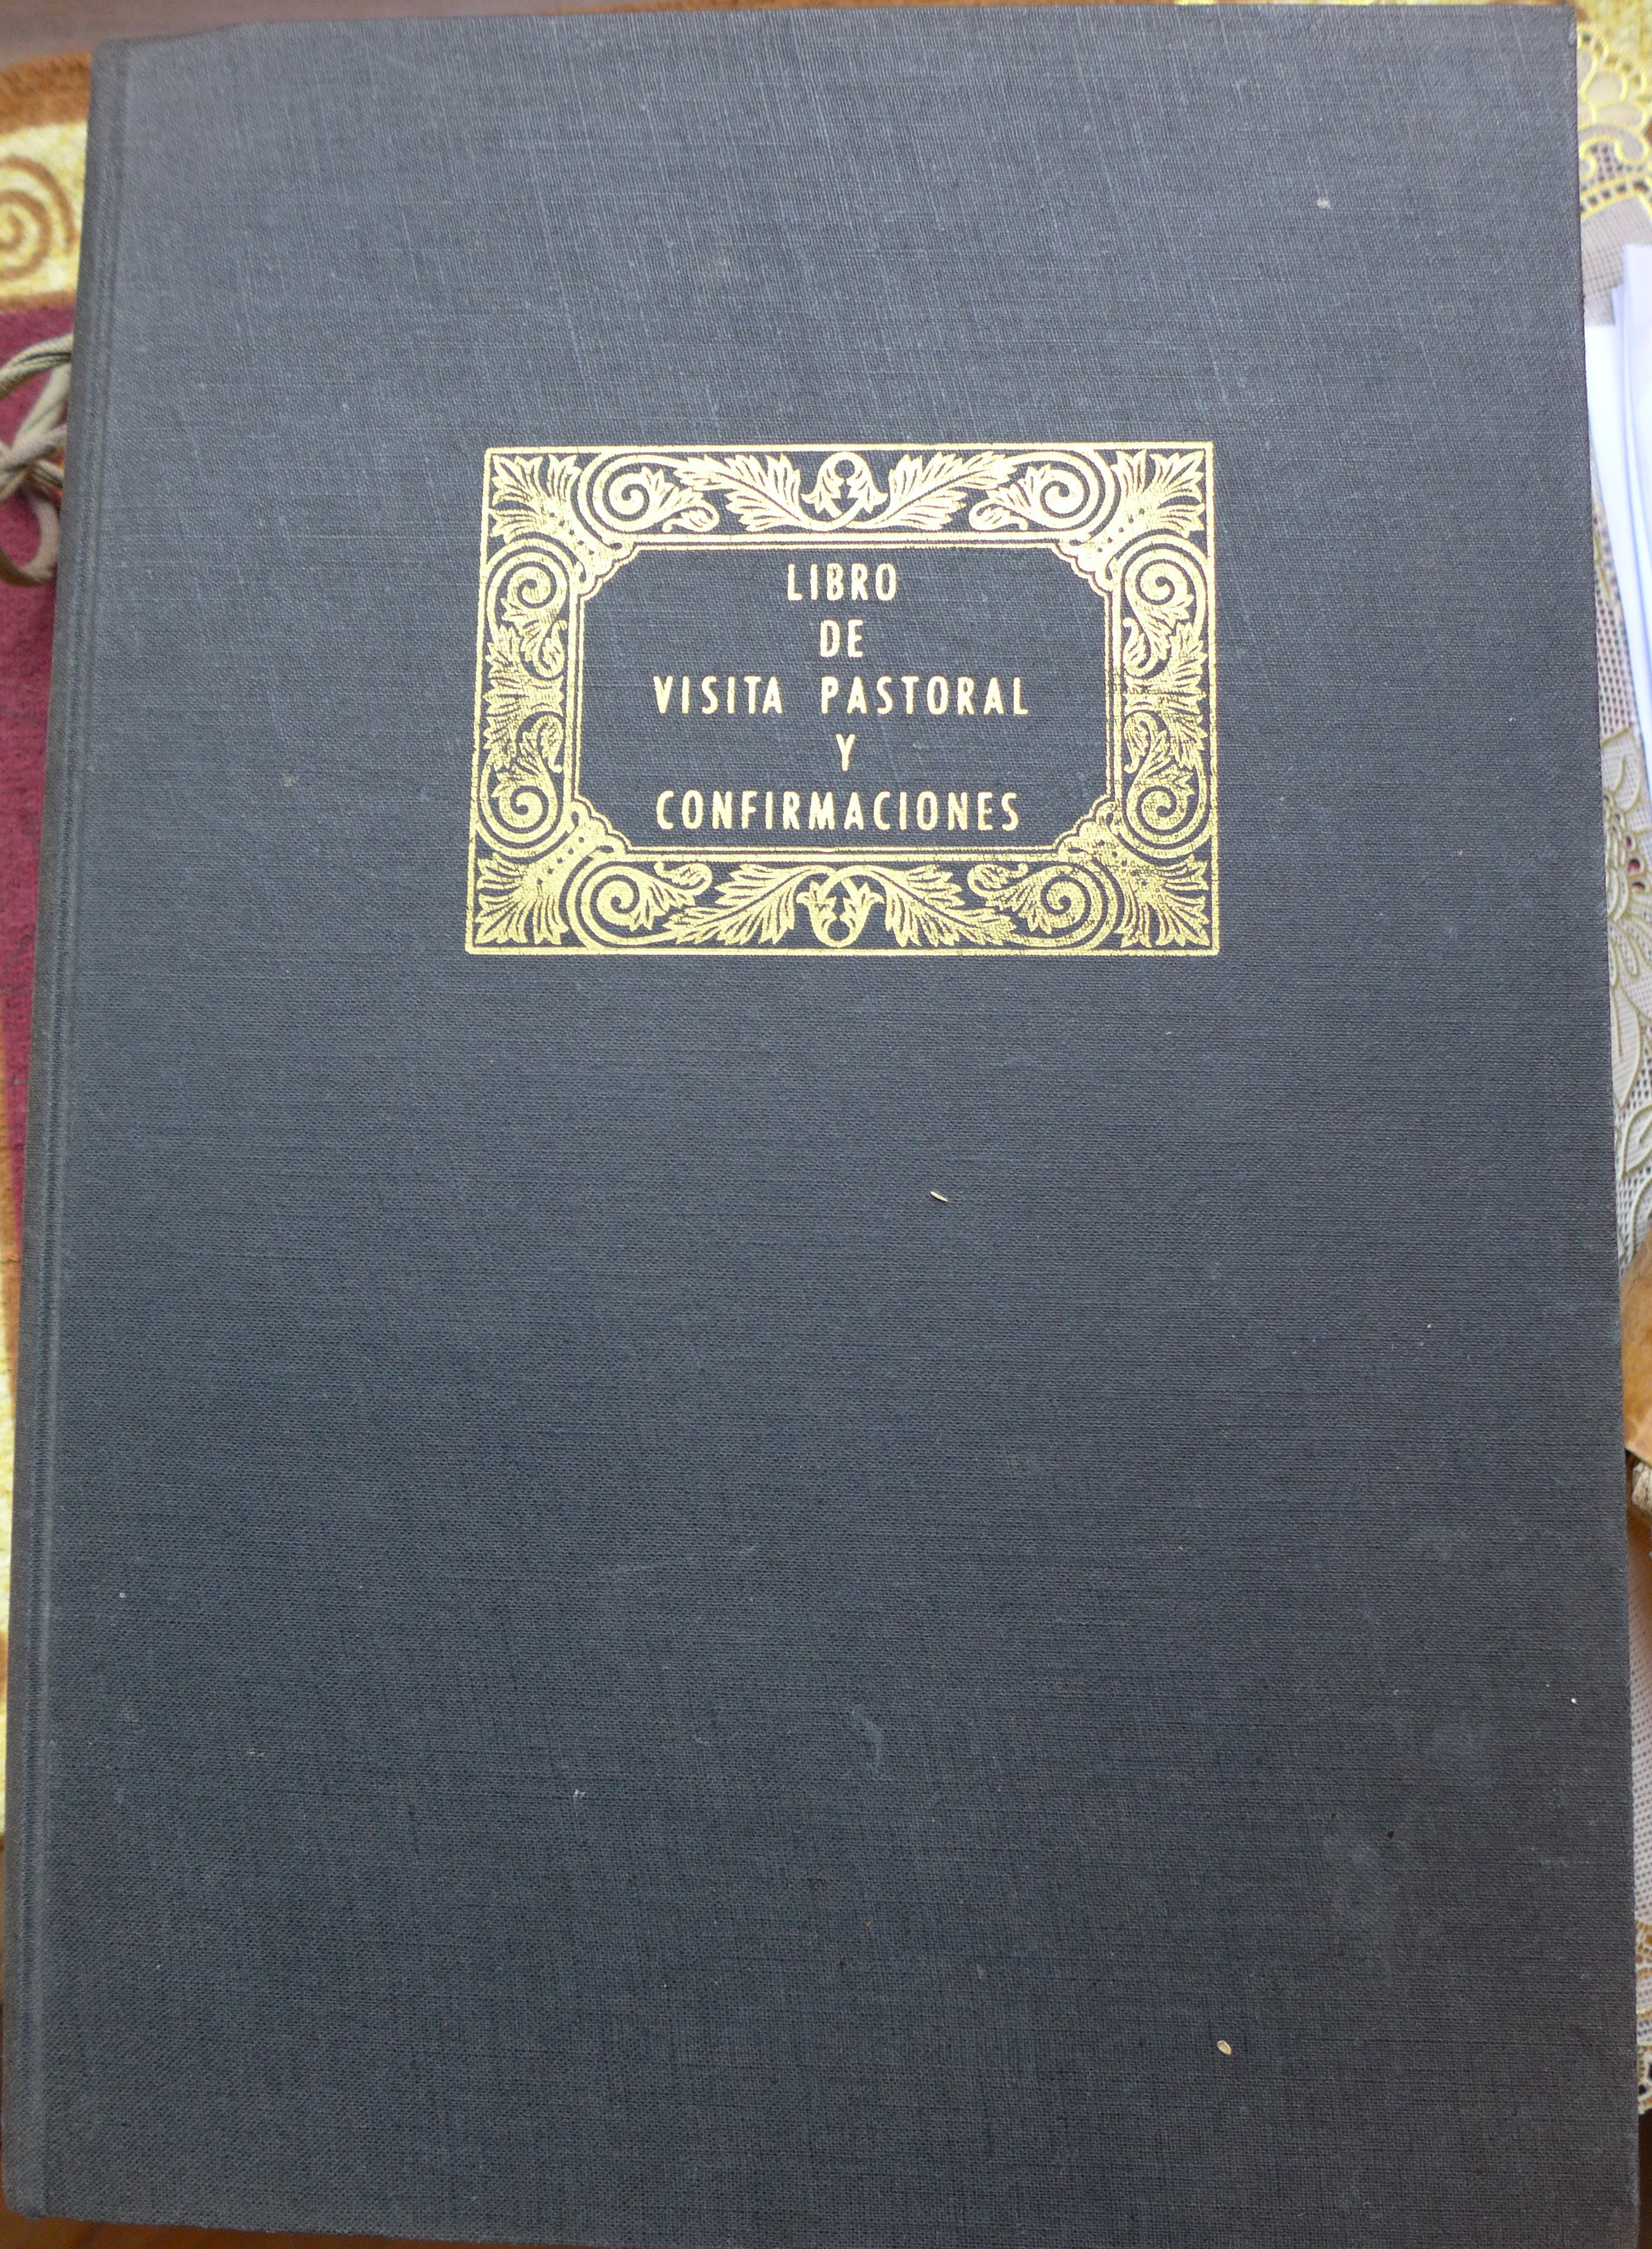 LIBRO
DE
VISITA PASTORAL
Y
CONFIRMACIONES